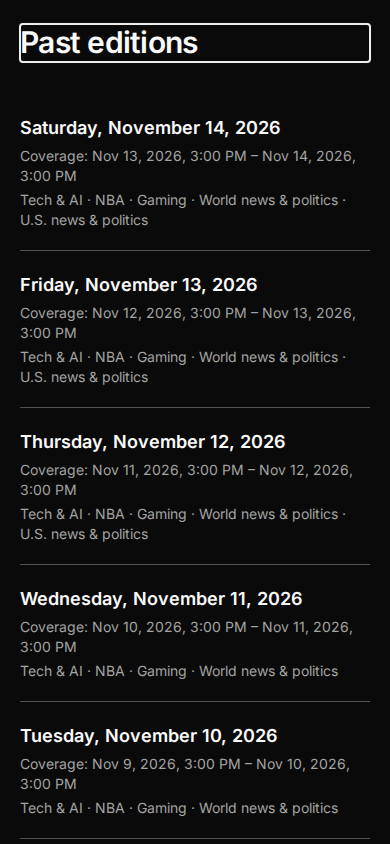 Past editions
Saturday, November 14, 2026
Coverage: Nov 13, 2026, 3:00 PM – Nov 14, 2026,
3:00 PM
Tech & AI · NBA · Gaming · World news & politics ·
U.S. news & politics
Friday, November 13, 2026
Coverage: Nov 12, 2026, 3:00 PM – Nov 13, 2026,
3:00 PM
Tech & AI · NBA · Gaming · World news & politics ·
U.S. news & politics
Thursday, November 12, 2026
Coverage: Nov 11, 2026, 3:00 PM – Nov 12, 2026,
3:00 PM
Tech & AI · NBA · Gaming · World news & politics ·
U.S. news & politics
Wednesday, November 11, 2026
Coverage: Nov 10, 2026, 3:00 PM – Nov 11, 2026,
3:00 PM
Tech & AI · NBA · Gaming · World news & politics
Tuesday, November 10, 2026
Coverage: Nov 9, 2026, 3:00 PM – Nov 10, 2026,
3:00 PM
Tech & AI · NBA · Gaming · World news & politics